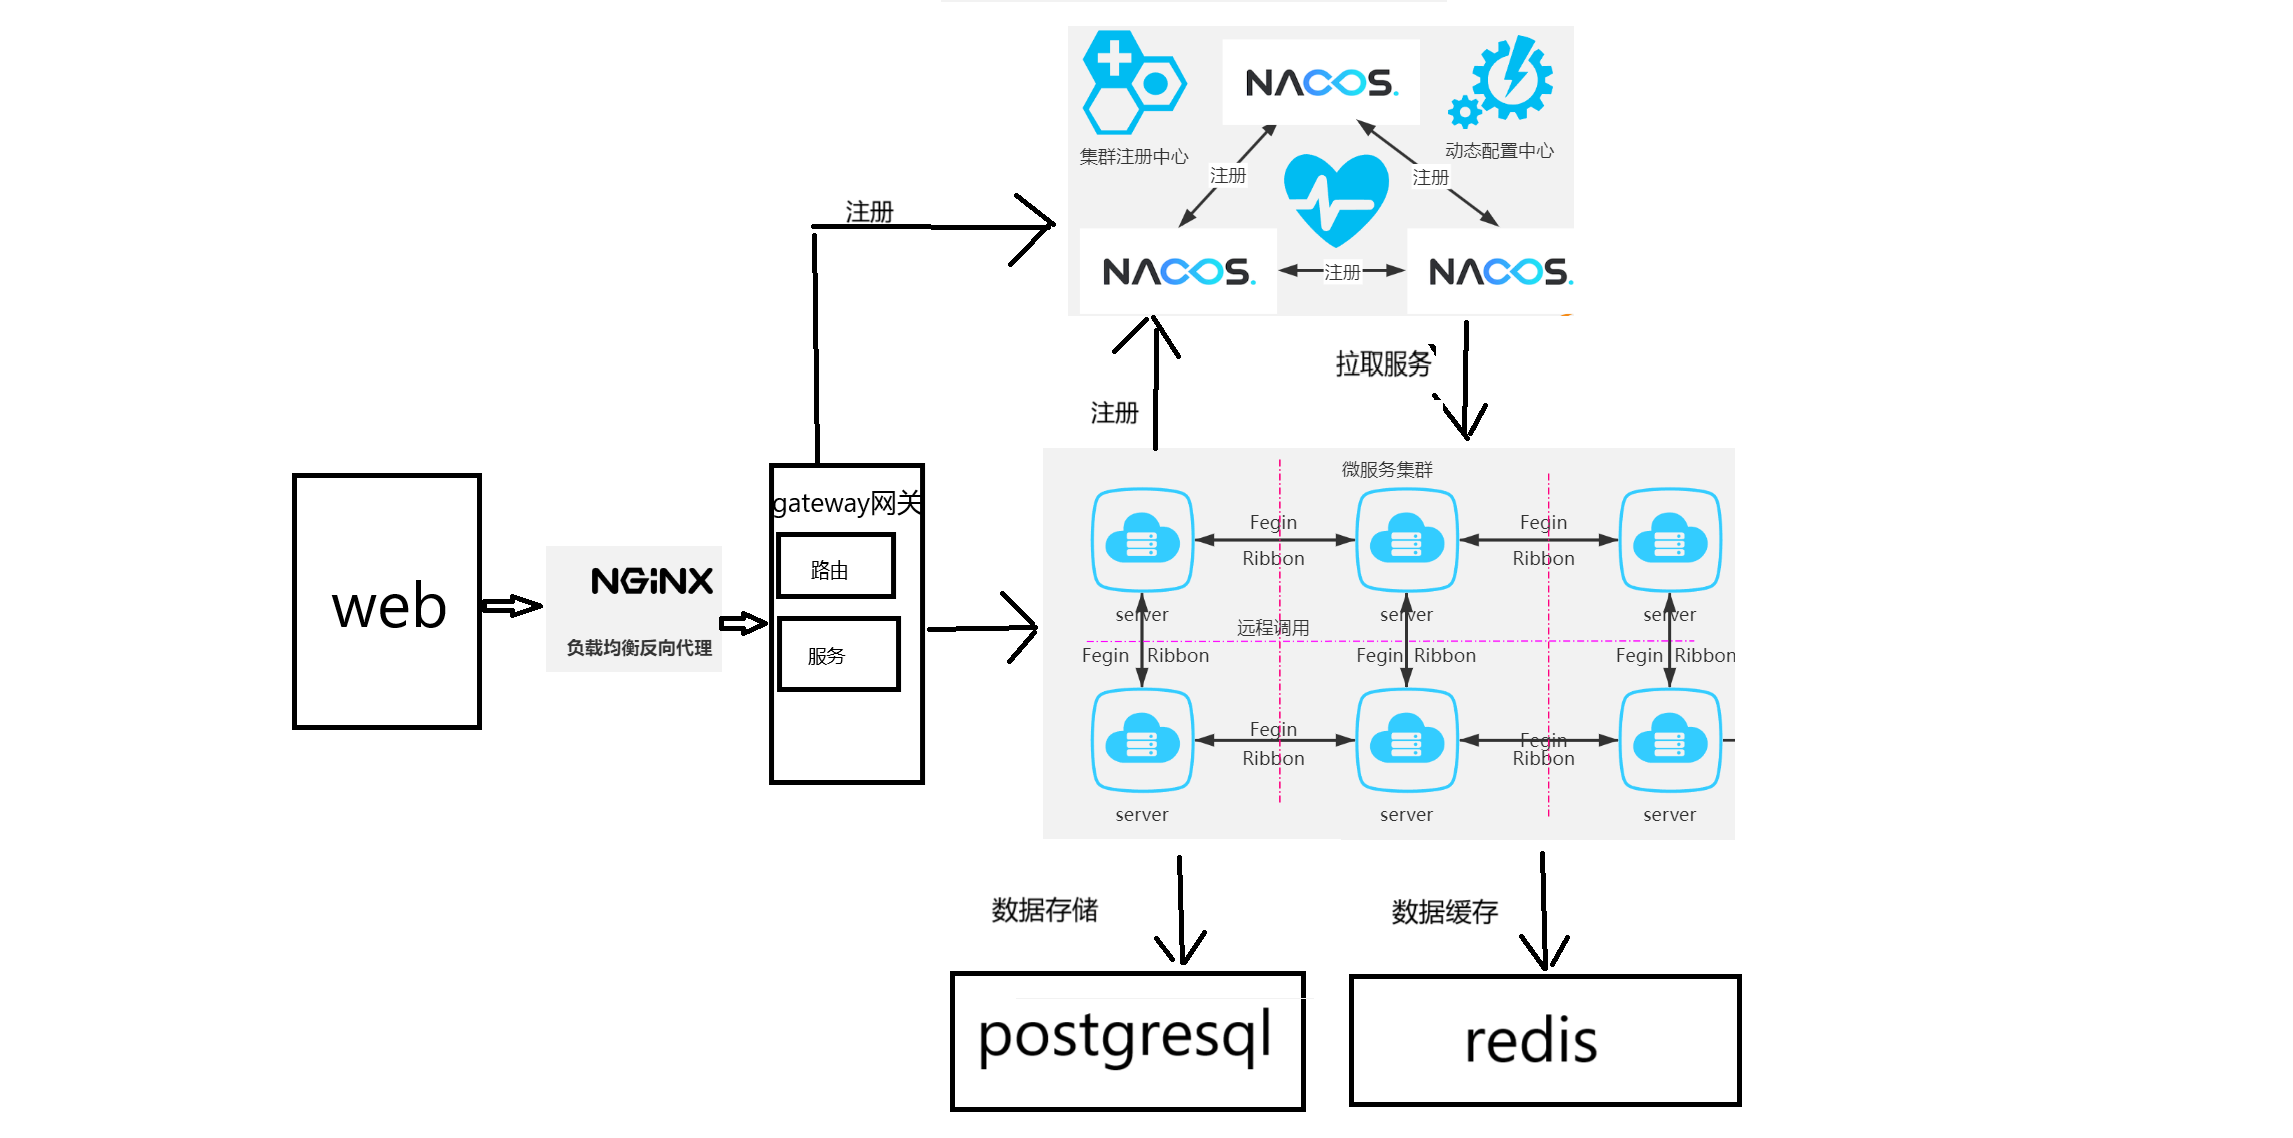 NACOS.
集群注册中心
动态配置中心
注册
注册
注册
NACOS.
注册
NACOS.
拉取服务
注册
web
NGiNX
负载均衡反向代理
gateway网关
路由
服务
微服务集群
Fegin
Ribbon
Fegin
Ribbon
server
server
server
远程调用
Fegin Ribbon
Fegin Ribbon
Fegin Ribbon
Fegin
Ribbon
Fegin
Ribbon
server
server
server
数据存储
数据缓存
postgresql
redis